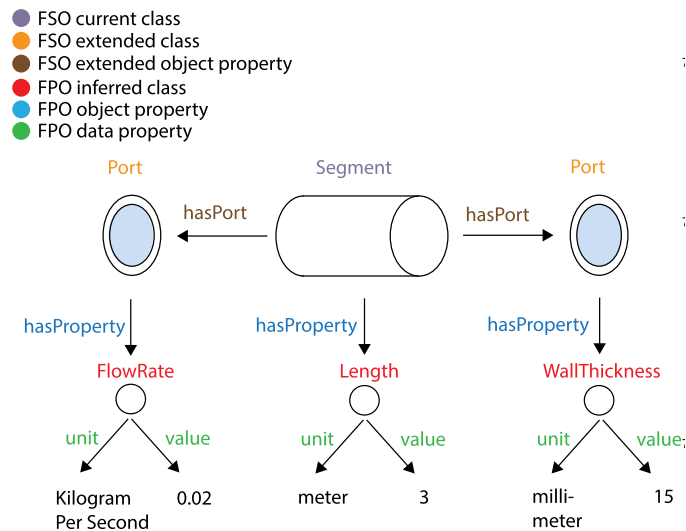 FSO current class
FSO extended class
FSO extended object property
FPO inferred class
FPO object property
FPO data property
Port
Segment
Port
hasPort
hasPort
hasProperty
hasProperty
hasProperty
FlowRate
Length
WallThickness
unit
value
unit
value
unit
value
Kilogram
Per Second
0.02
meter
3
milli-
meter
15